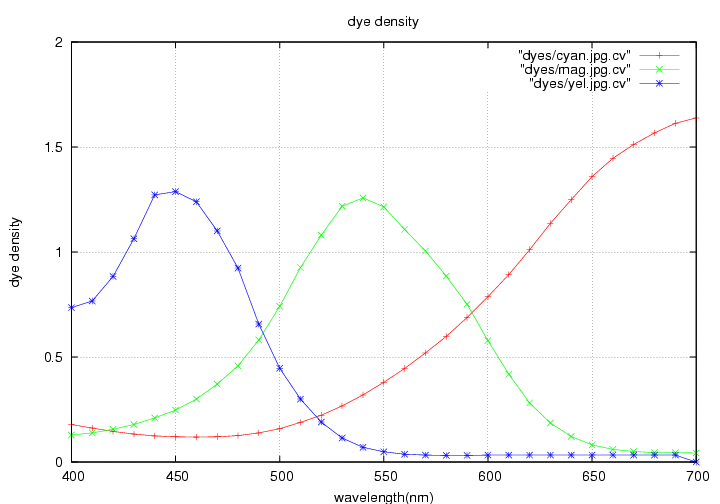 dye density
2
"dyes/cyan.jpg.cv"
"dyes/mag.jpg.cv"
"dyes/yel.jpg.cv"
1.5
1
dye density
0.5
0
400 450 500 550 600 650 700
wavelength(nm)